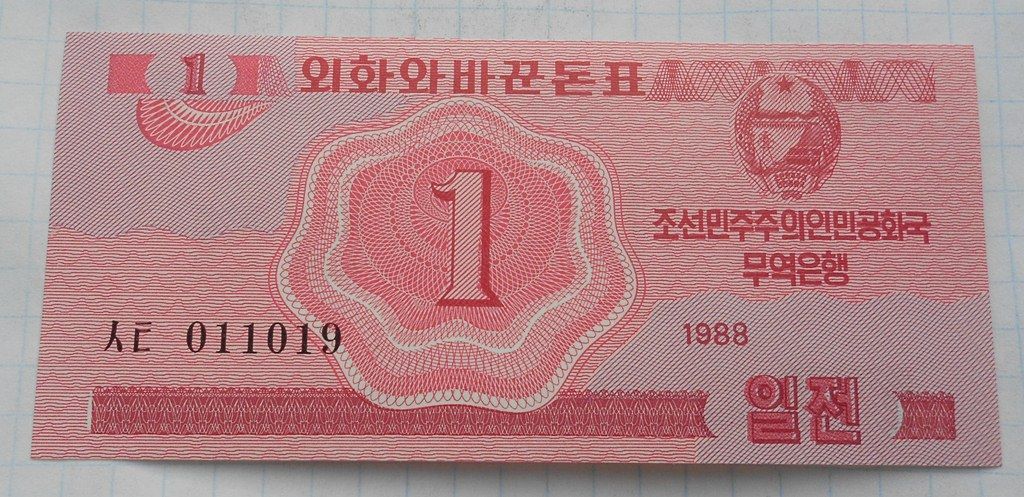 1 외화와바꾼돈표
1
조선민주주의인민공화국
무역은행
ㅅㅌ 011019
1988
일전